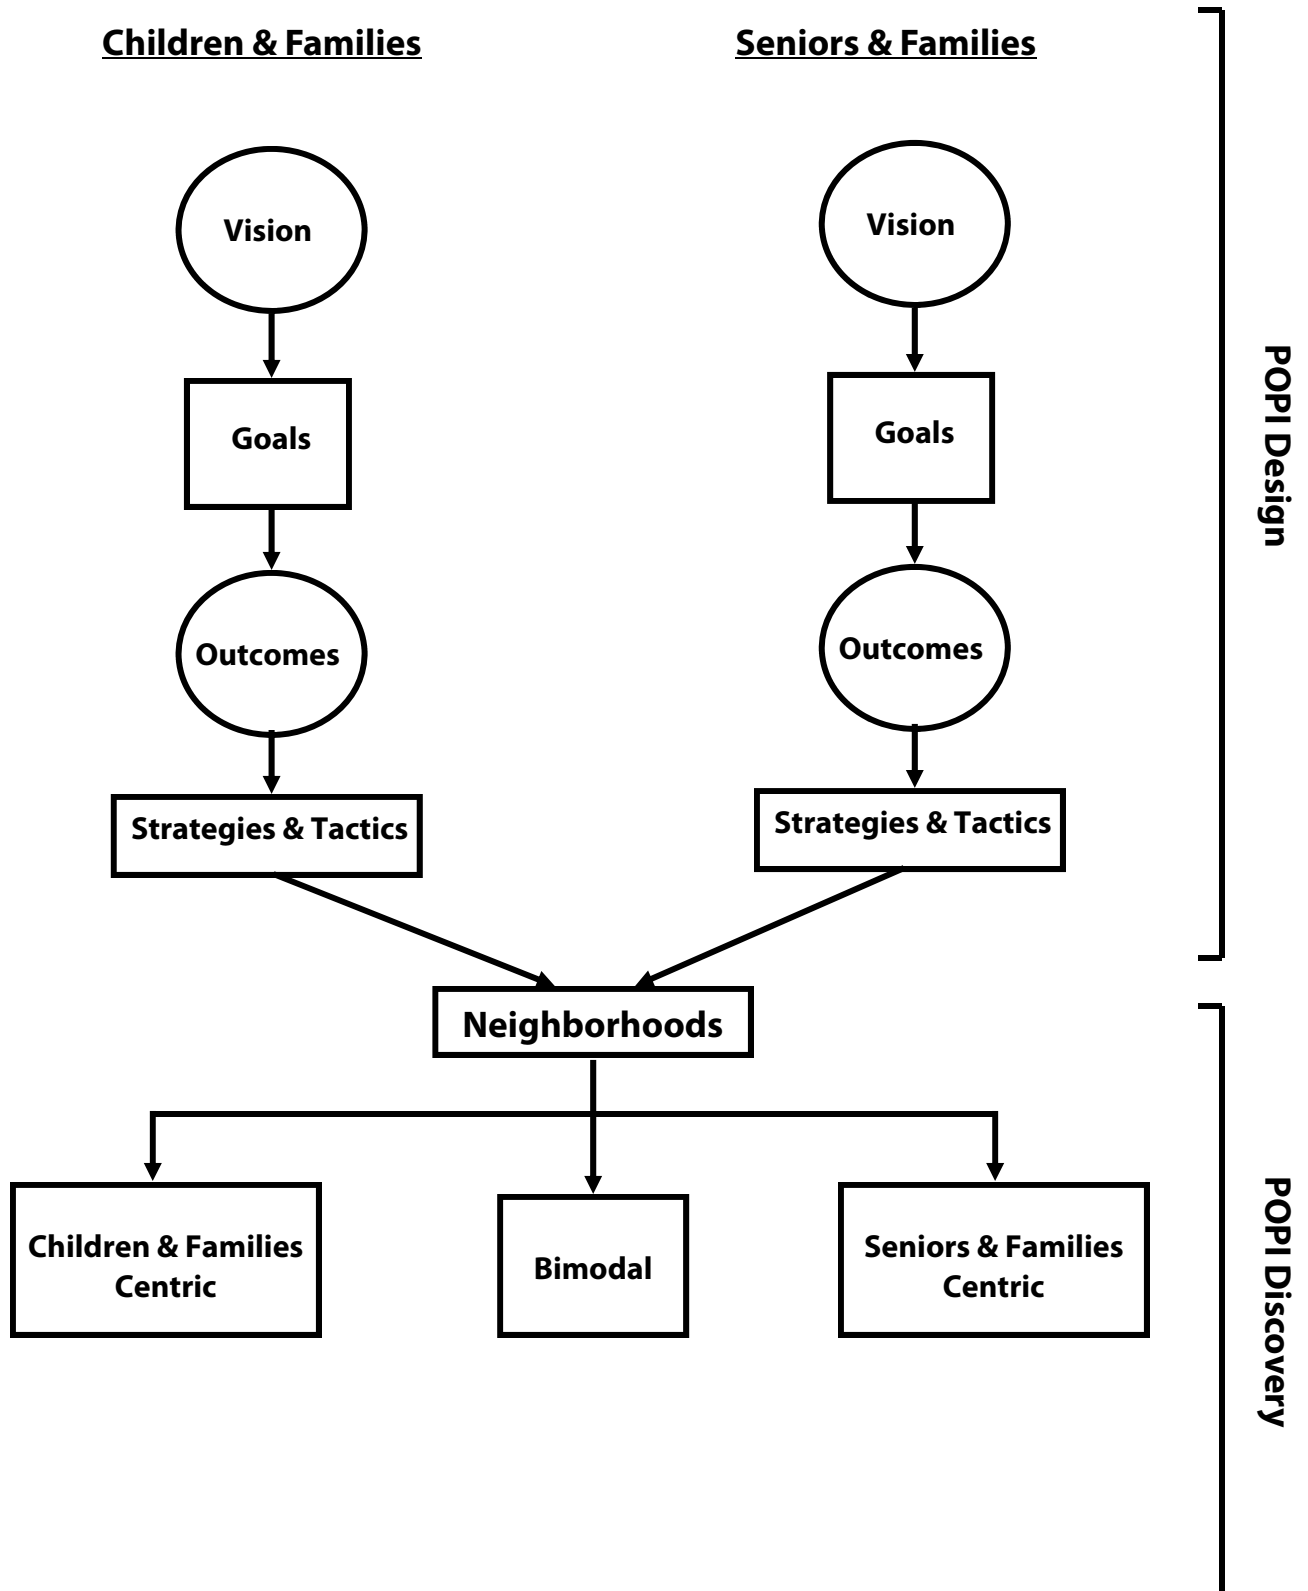 Children & Families
Seniors & Families
Vision
Vision
Goals
Goals
Outcomes
Outcomes
Strategies & Tactics
Strategies & Tactics
POPI Design
Neighborhoods
Children & Families
Centric
Bimodal
Seniors & Families
Centric
POPI Discovery